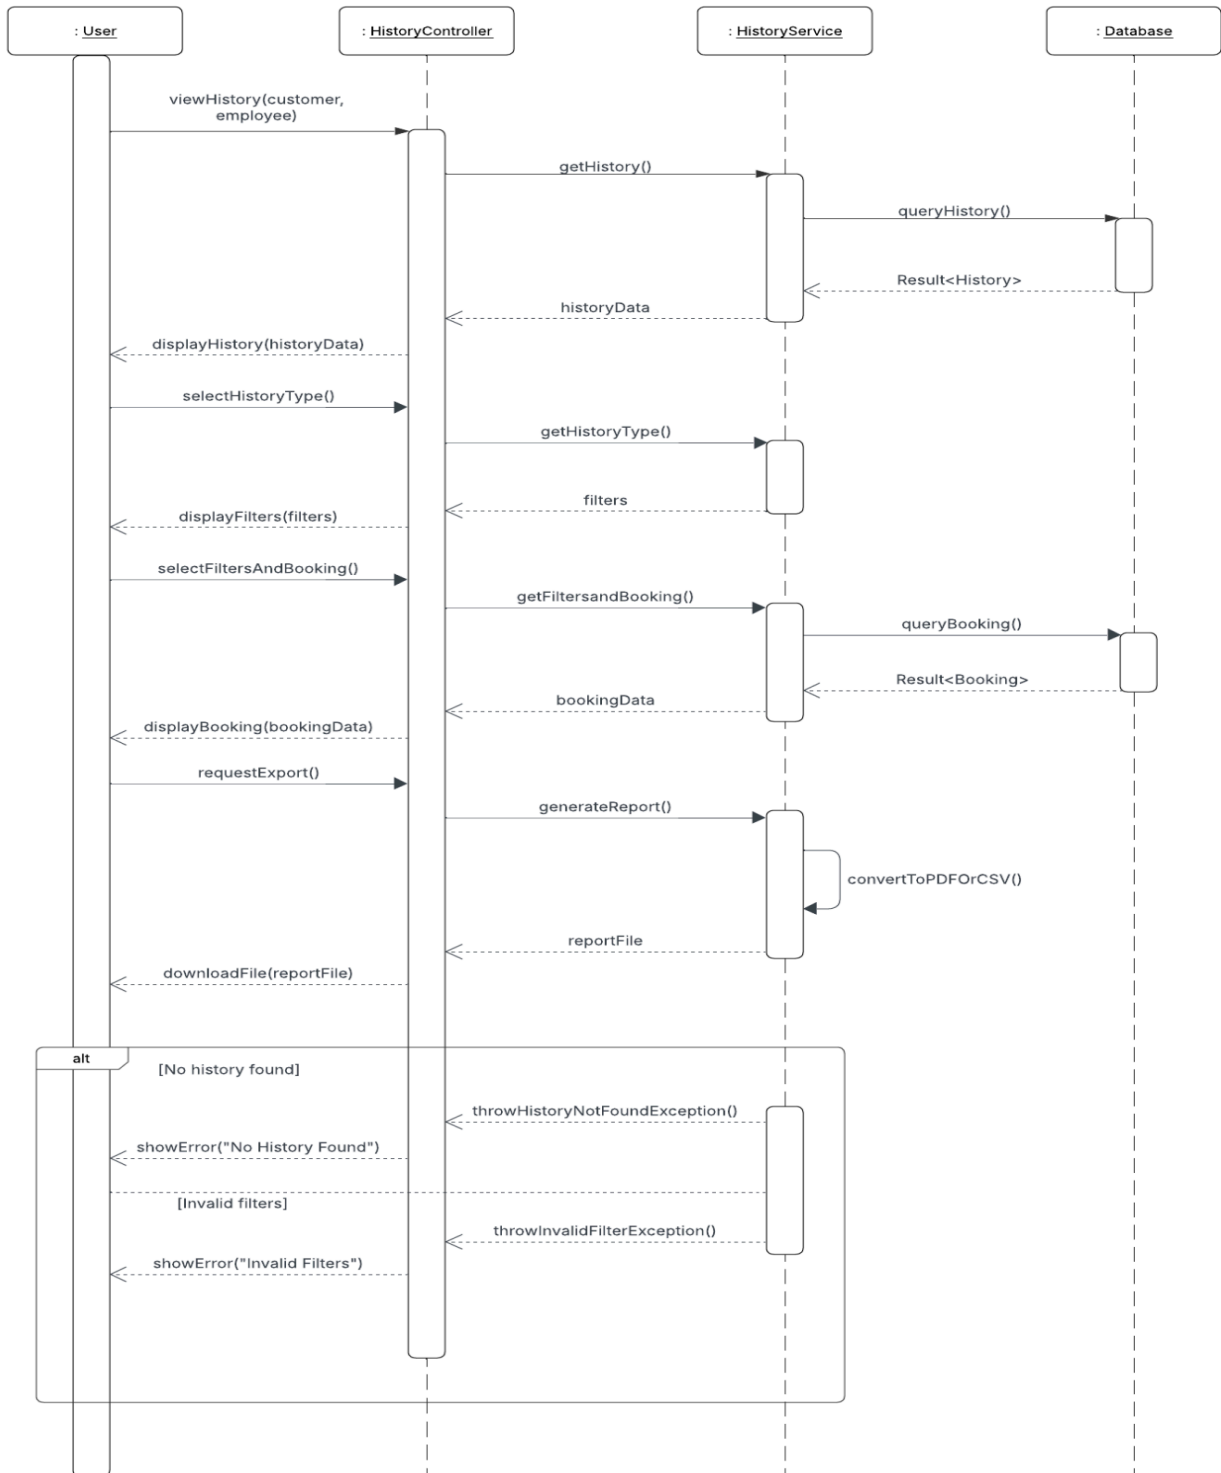 : User
: HistoryController
: HistoryService
: Database
viewHistory(customer,
employee)
getHistory()
queryHistory()
Result<History>
historyData
displayHistory(historyData)
selectHistoryType()
getHistoryType()
filters
displayFilters(filters)
selectFiltersAndBooking()
getFiltersandBooking()
queryBooking()
Result<Booking>
bookingData
displayBooking(bookingData)
requestExport()
generateReport()
convertToPDFOrCSV()
reportFile
downloadFile(reportFile)
alt
[No history found]
throwHistoryNotFoundException()
showError("No History Found")
[Invalid filters]
throwInvalidFilterException()
showError("Invalid Filters")